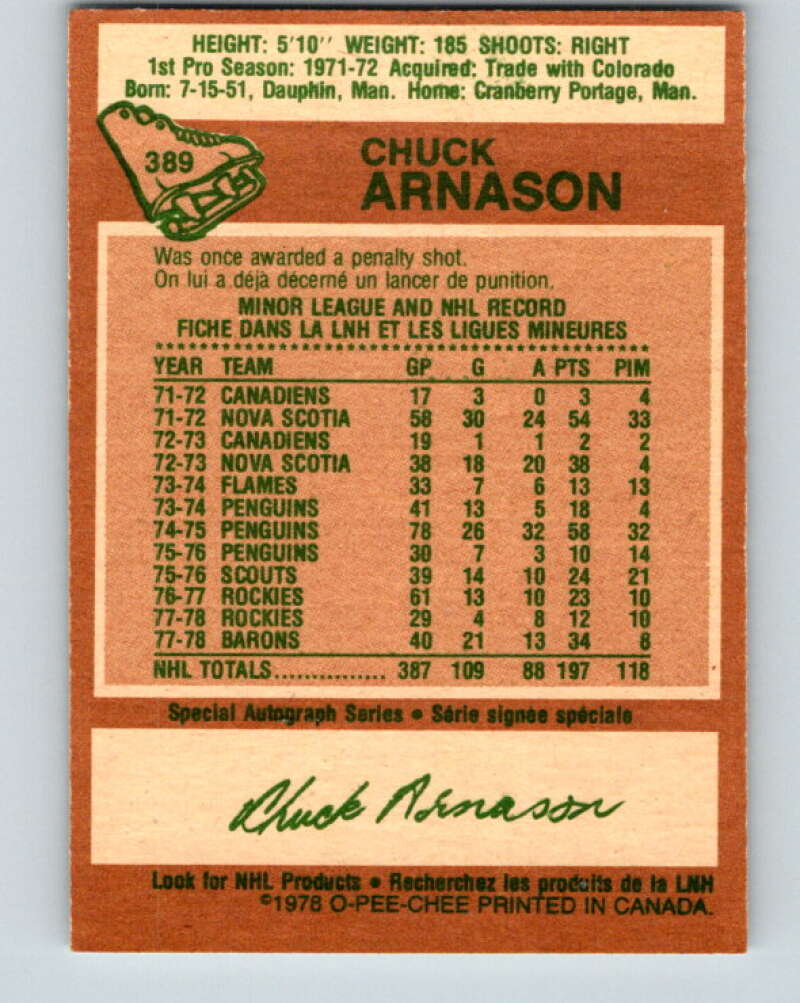 HEIGHT: 5'10'' WEIGHT: 185 SHOOTS: RIGHT
1st Pro Season: 1971-72 Acquired: Trade with Colorado
Born: 7-15-51, Dauphin, Man. Home: Cranberry Portage, Man.
389
CHUCK
ARNASON
Was once awarded a penalty shot.
On lui a déjà décerné un lancer de punition.
MINOR LEAGUE AND NHL RECORD
FICHE DANS LA LNH ET LES LIGUES MINEURES
YEAR TEAM GP G A PTS PIM
71-72 CANADIENS 17 3 0 3 4
71-72 NOVA SCOTIA 58 30 24 54 33
72-73 CANADIENS 19 1 1 2 2
72-73 NOVA SCOTIA 38 18 20 38 4
73-74 FLAMES 33 7 6 13 13
73-74 PENGUINS 41 13 5 18 4
74-75 PENGUINS 78 26 32 58 32
75-76 PENGUINS 30 7 3 10 14
75-76 SCOUTS 39 14 10 24 21
76-77 ROCKIES 61 13 10 23 10
77-78 ROCKIES 29 4 8 12 10
77-78 BARONS 40 21 13 34 8
NHL TOTALS............... 387 109 88 197 118
Special Autograph Series • Série signée spéciale
Chuck Arnason
Look for NHL Products • Recherchez les produits de la LNH
©1978 O-PEE-CHEE PRINTED IN CANADA.